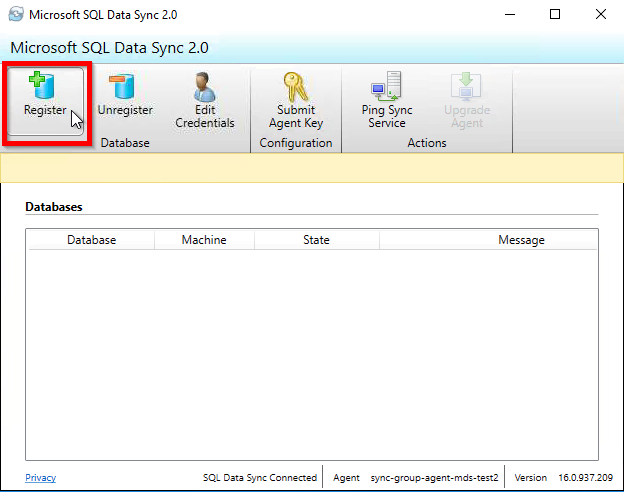 Microsoft SQL Data Sync 2.0
Microsoft SQL Data Sync 2.0
Register
Unregister
Edit
Credentials
Submit
Agent Key
Ping Sync
Service
Upgrade
Agent
Database
Configuration
Actions
Databases
Database Machine State Message
Privacy SQL Data Sync Connected Agent sync-group-agent-mds-test2 Version 16.0.937.209